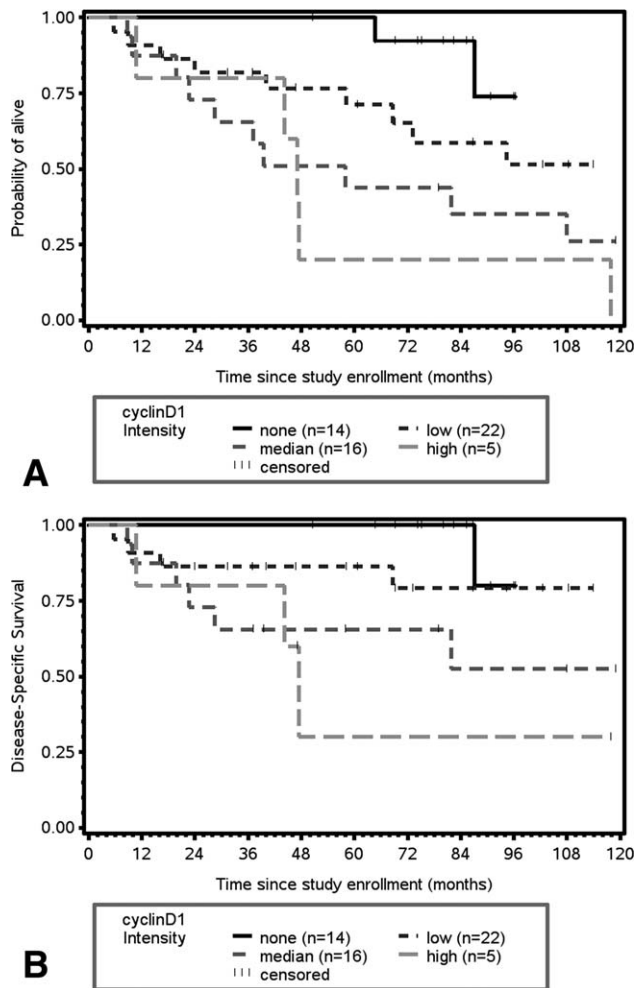 1.00
0.75
0.50
0.25
0.00
Probability of alive
0 12 24 36 48 60 72 84 96 108 120
Time since study enrollment (months)
cyclinD1
Intensity
none (n=14) low (n=22)
median (n=16) high (n=5)
censored
A
1.00
0.75
0.50
0.25
0.00
Disease-Specific Survival
0 12 24 36 48 60 72 84 96 108 120
Time since study enrollment (months)
cyclinD1
Intensity
none (n=14) low (n=22)
median (n=16) high (n=5)
censored
B